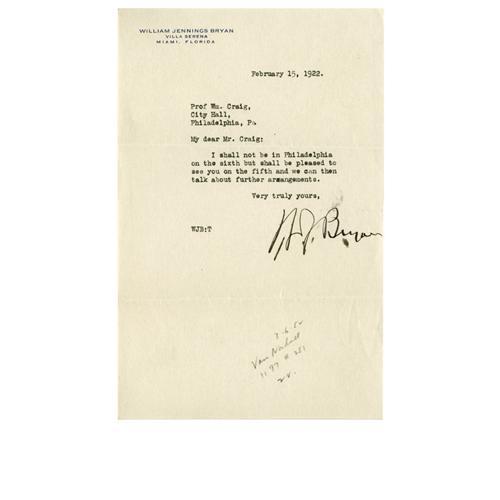 WILLIAM JENNINGS BRYAN
VILLA SERENA
MIAMI, FLORIDA
February 15, 1922.
Prof Wm. Craig,
City Hall,
Philadelphia, Pa.
My dear Mr. Craig:
I shall not be in Philadelphia
on the sixth but shall be pleased to
see you on the fifth and we can then
talk about further arrangements.
Very truly yours,
WJB:T
W.J. Bryan